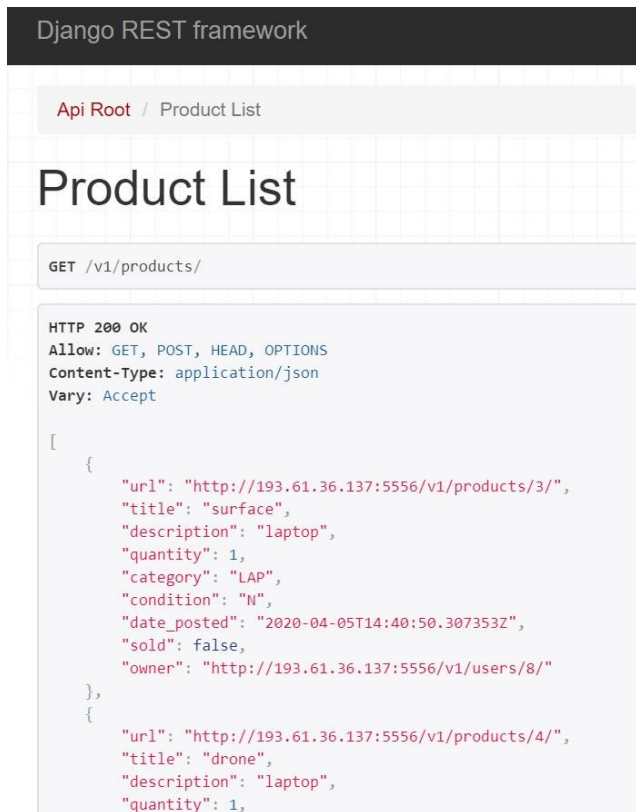 Django REST framework
Api Root / Product List
Product List
GET /v1/products/
HTTP 200 OK
Allow: GET, POST, HEAD, OPTIONS
Content-Type: application/json
Vary: Accept
[
    {
        "url": "http://193.61.36.137:5556/v1/products/3/",
        "title": "surface",
        "description": "laptop",
        "quantity": 1,
        "category": "LAP",
        "condition": "N",
        "date_posted": "2020-04-05T14:40:50.307353Z",
        "sold": false,
        "owner": "http://193.61.36.137:5556/v1/users/8/"
    },
    {
        "url": "http://193.61.36.137:5556/v1/products/4/",
        "title": "drone",
        "description": "laptop",
        "quantity": 1,